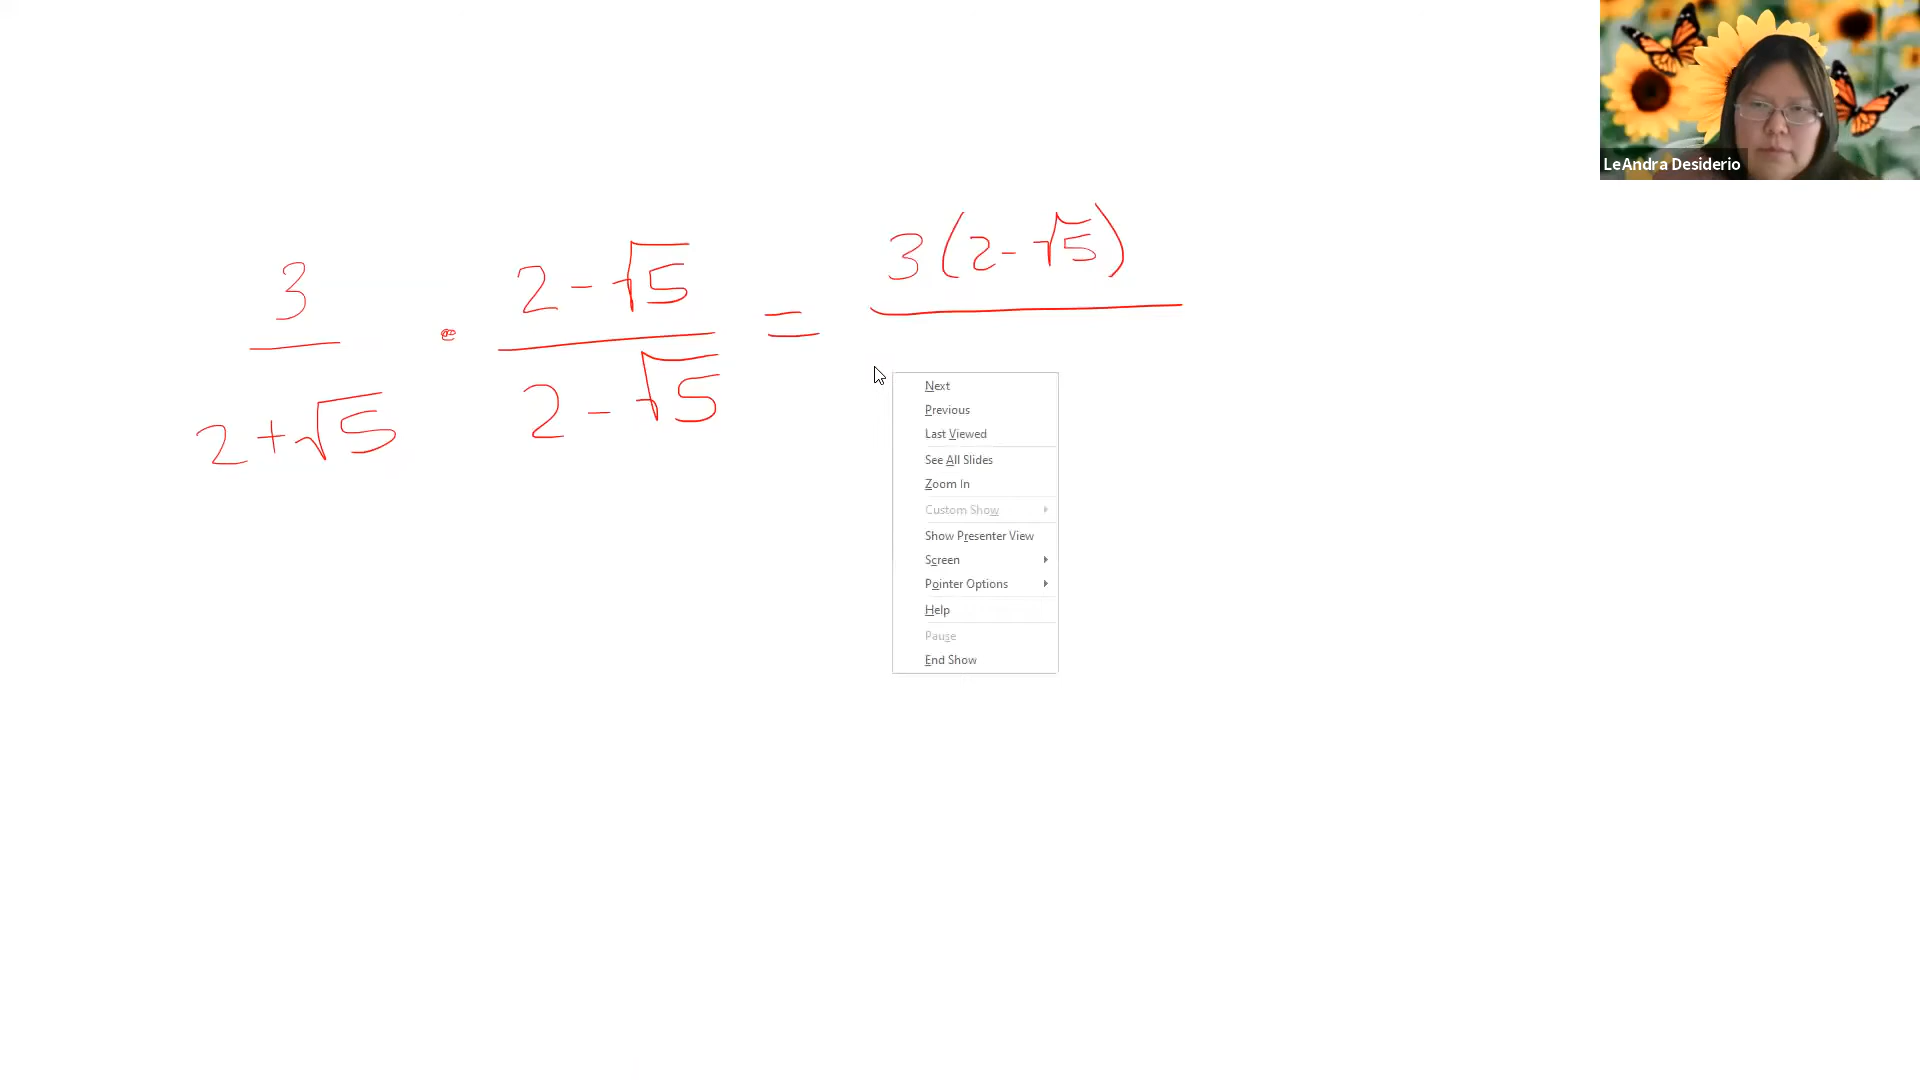 LeAndra Desiderio
3 / (2 + √5) · (2 - √5) / (2 - √5) = 3(2 - √5)
Next
Previous
Last Viewed
See All Slides
Zoom In
Custom Show
Show Presenter View
Screen
Pointer Options
Help
Pause
End Show